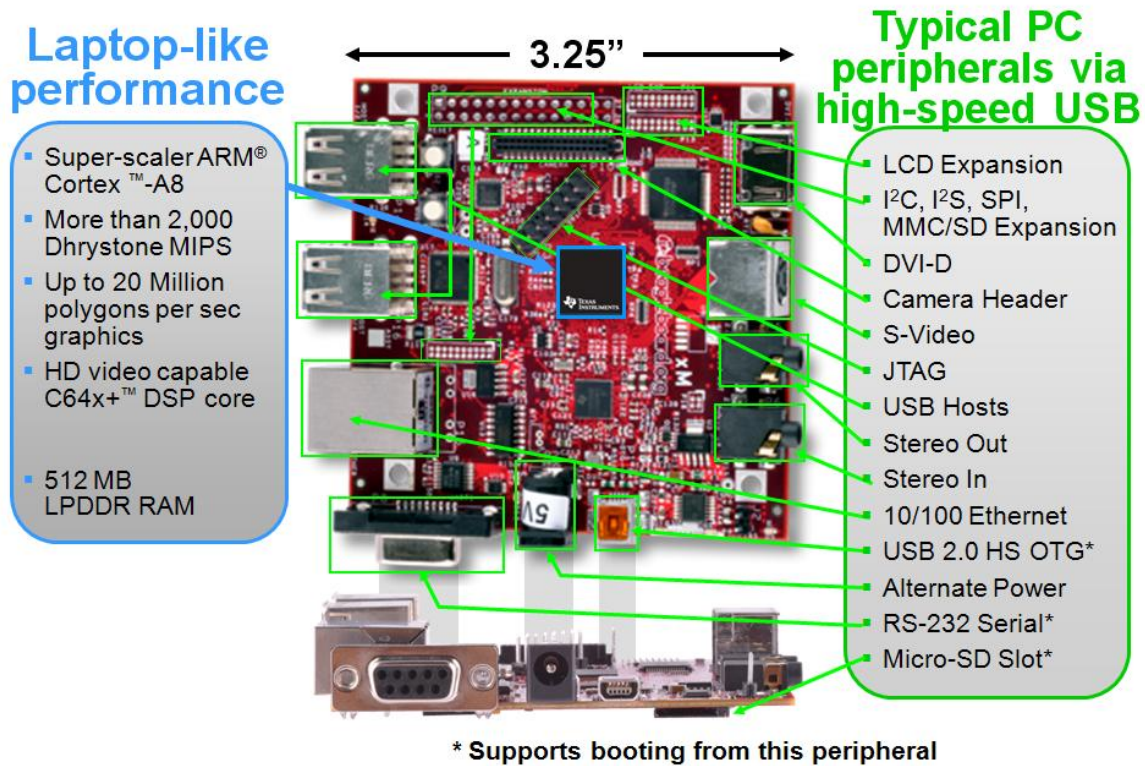 Laptop-like
performance
▪ Super-scaler ARM®
Cortex ™-A8
▪ More than 2,000
Dhrystone MIPS
▪ Up to 20 Million
polygons per sec
graphics
▪ HD video capable
C64x+™ DSP core
▪ 512 MB
LPDDR RAM
3.25”
Typical PC
peripherals via
high-speed USB
▪ LCD Expansion
▪ I²C, I²S, SPI,
MMC/SD Expansion
▪ DVI-D
▪ Camera Header
▪ S-Video
▪ JTAG
▪ USB Hosts
▪ Stereo Out
▪ Stereo In
▪ 10/100 Ethernet
▪ USB 2.0 HS OTG*
▪ Alternate Power
▪ RS-232 Serial*
▪ Micro-SD Slot*
TEXAS
INSTRUMENTS
beagleboard.org
xM
5V
* Supports booting from this peripheral